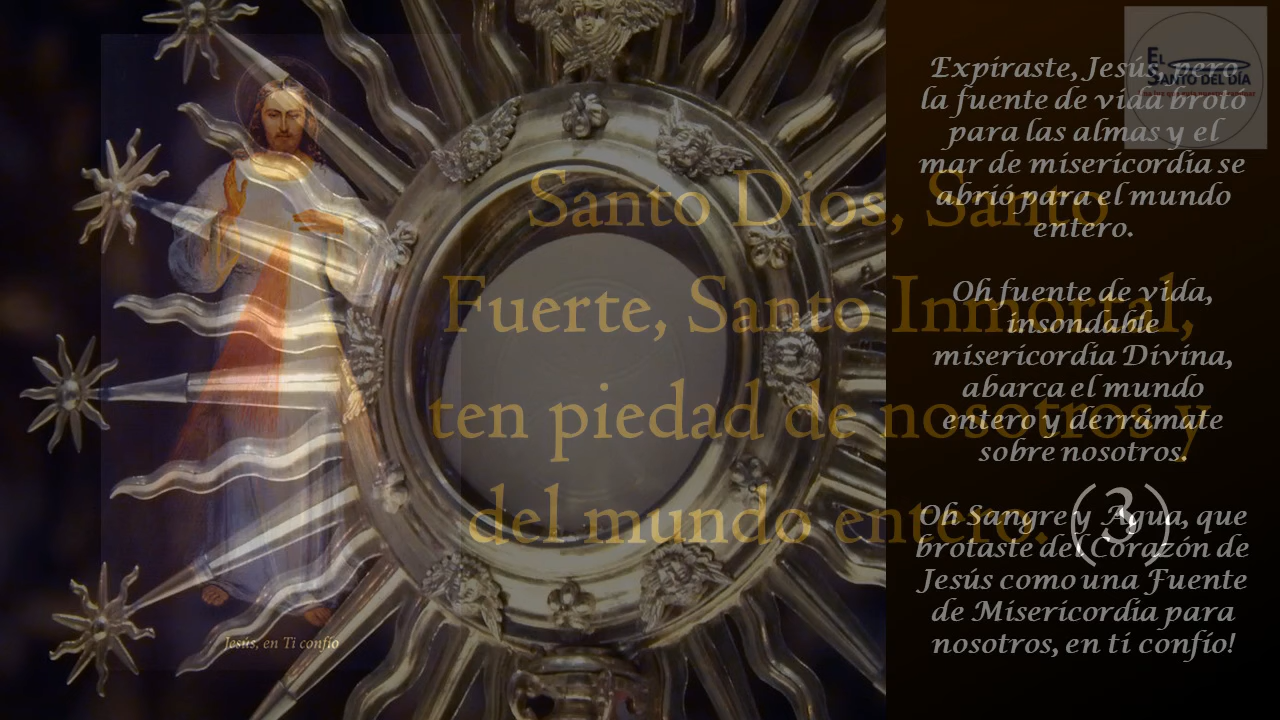 EL
SANTO DEL DÍA
Expiraste, Jesús, pero
la fuente de vida brotó
para las almas y el
mar de misericordia se
abrió para el mundo
entero.
Oh fuente de vida,
insondable
misericordia Divina,
abarca el mundo
entero y derrámate
sobre nosotros.
Oh Sangre y Agua, que
brotaste del Corazón de
Jesús como una Fuente
de Misericordia para
nosotros, en ti confío!
Santo Dios, Santo
Fuerte, Santo Inmortal,
ten piedad de nosotros y
del mundo entero.
(3)
Jesús, en Ti confío